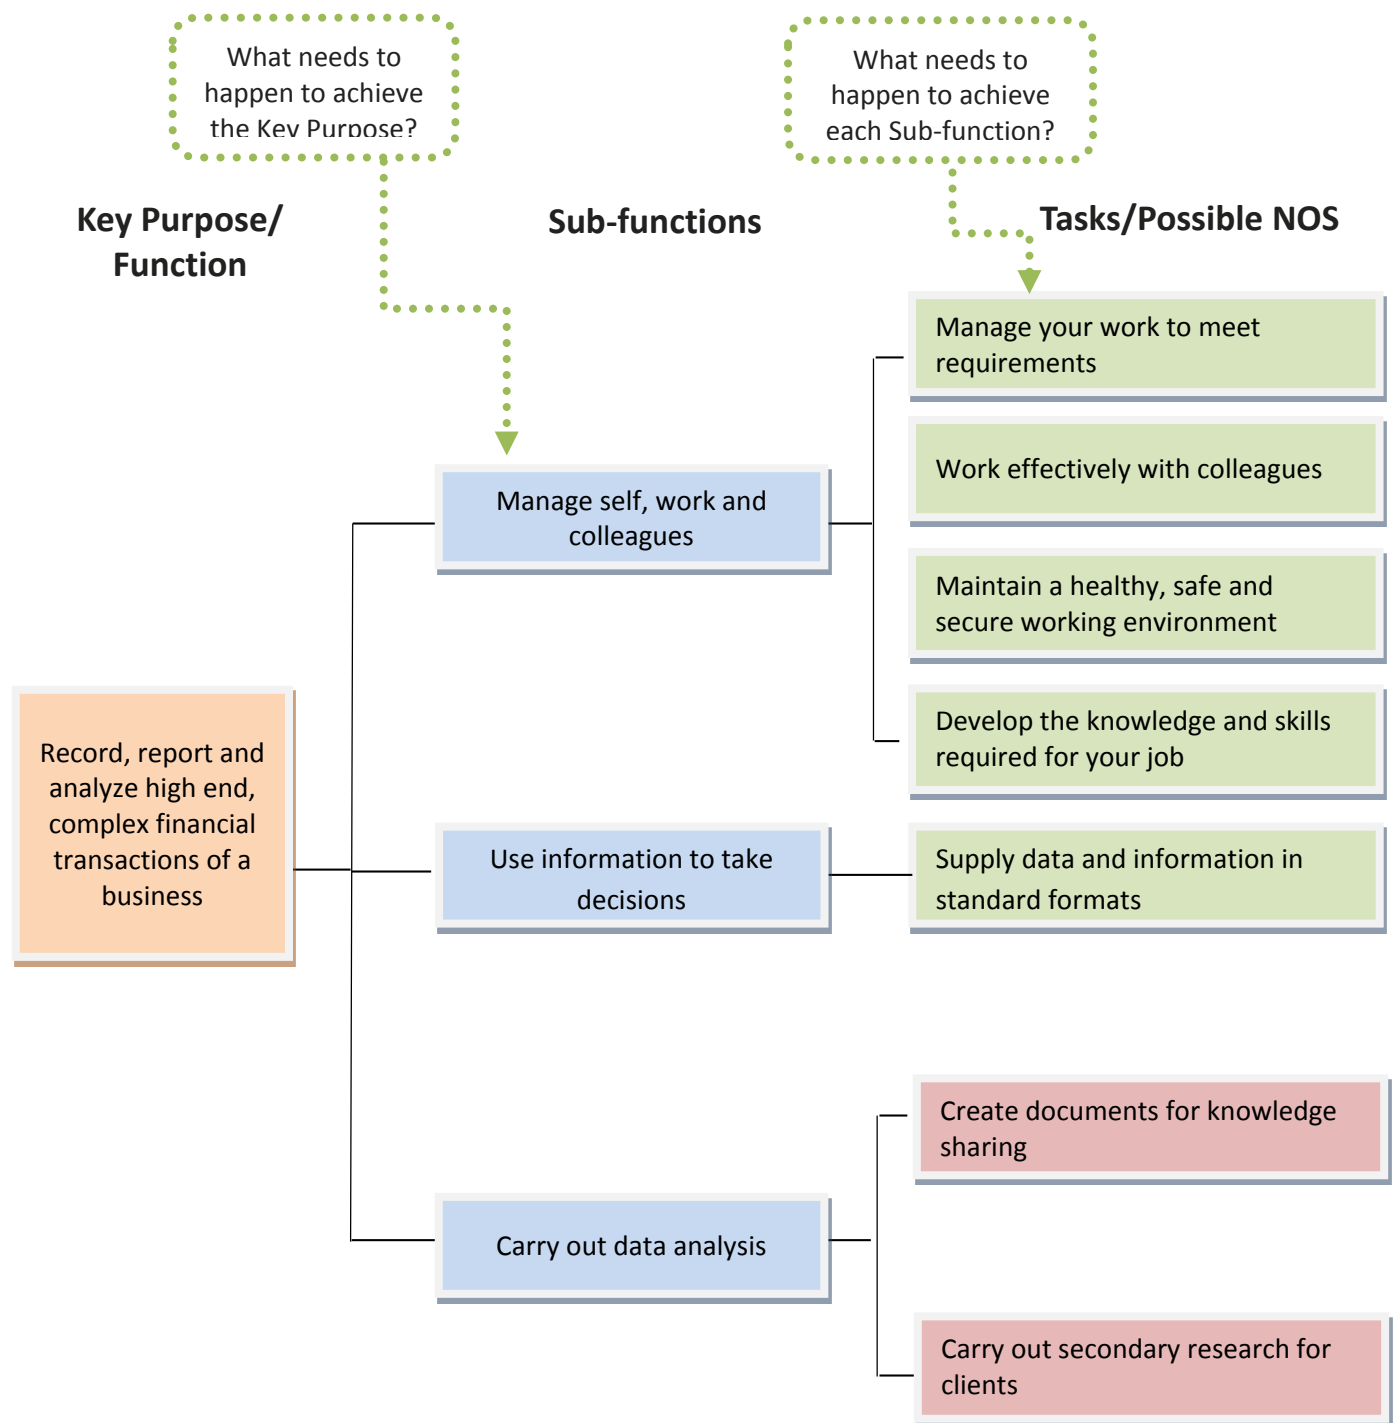 What needs to
happen to achieve
the Key Purpose?
What needs to
happen to achieve
each Sub-function?
Key Purpose/
Function
Sub-functions
Tasks/Possible NOS
Manage your work to meet
requirements
Work effectively with colleagues
Manage self, work and
colleagues
Maintain a healthy, safe and
secure working environment
Develop the knowledge and skills
required for your job
Record, report and
analyze high end,
complex financial
transactions of a
business
Use information to take
decisions
Supply data and information in
standard formats
Create documents for knowledge
sharing
Carry out data analysis
Carry out secondary research for
clients